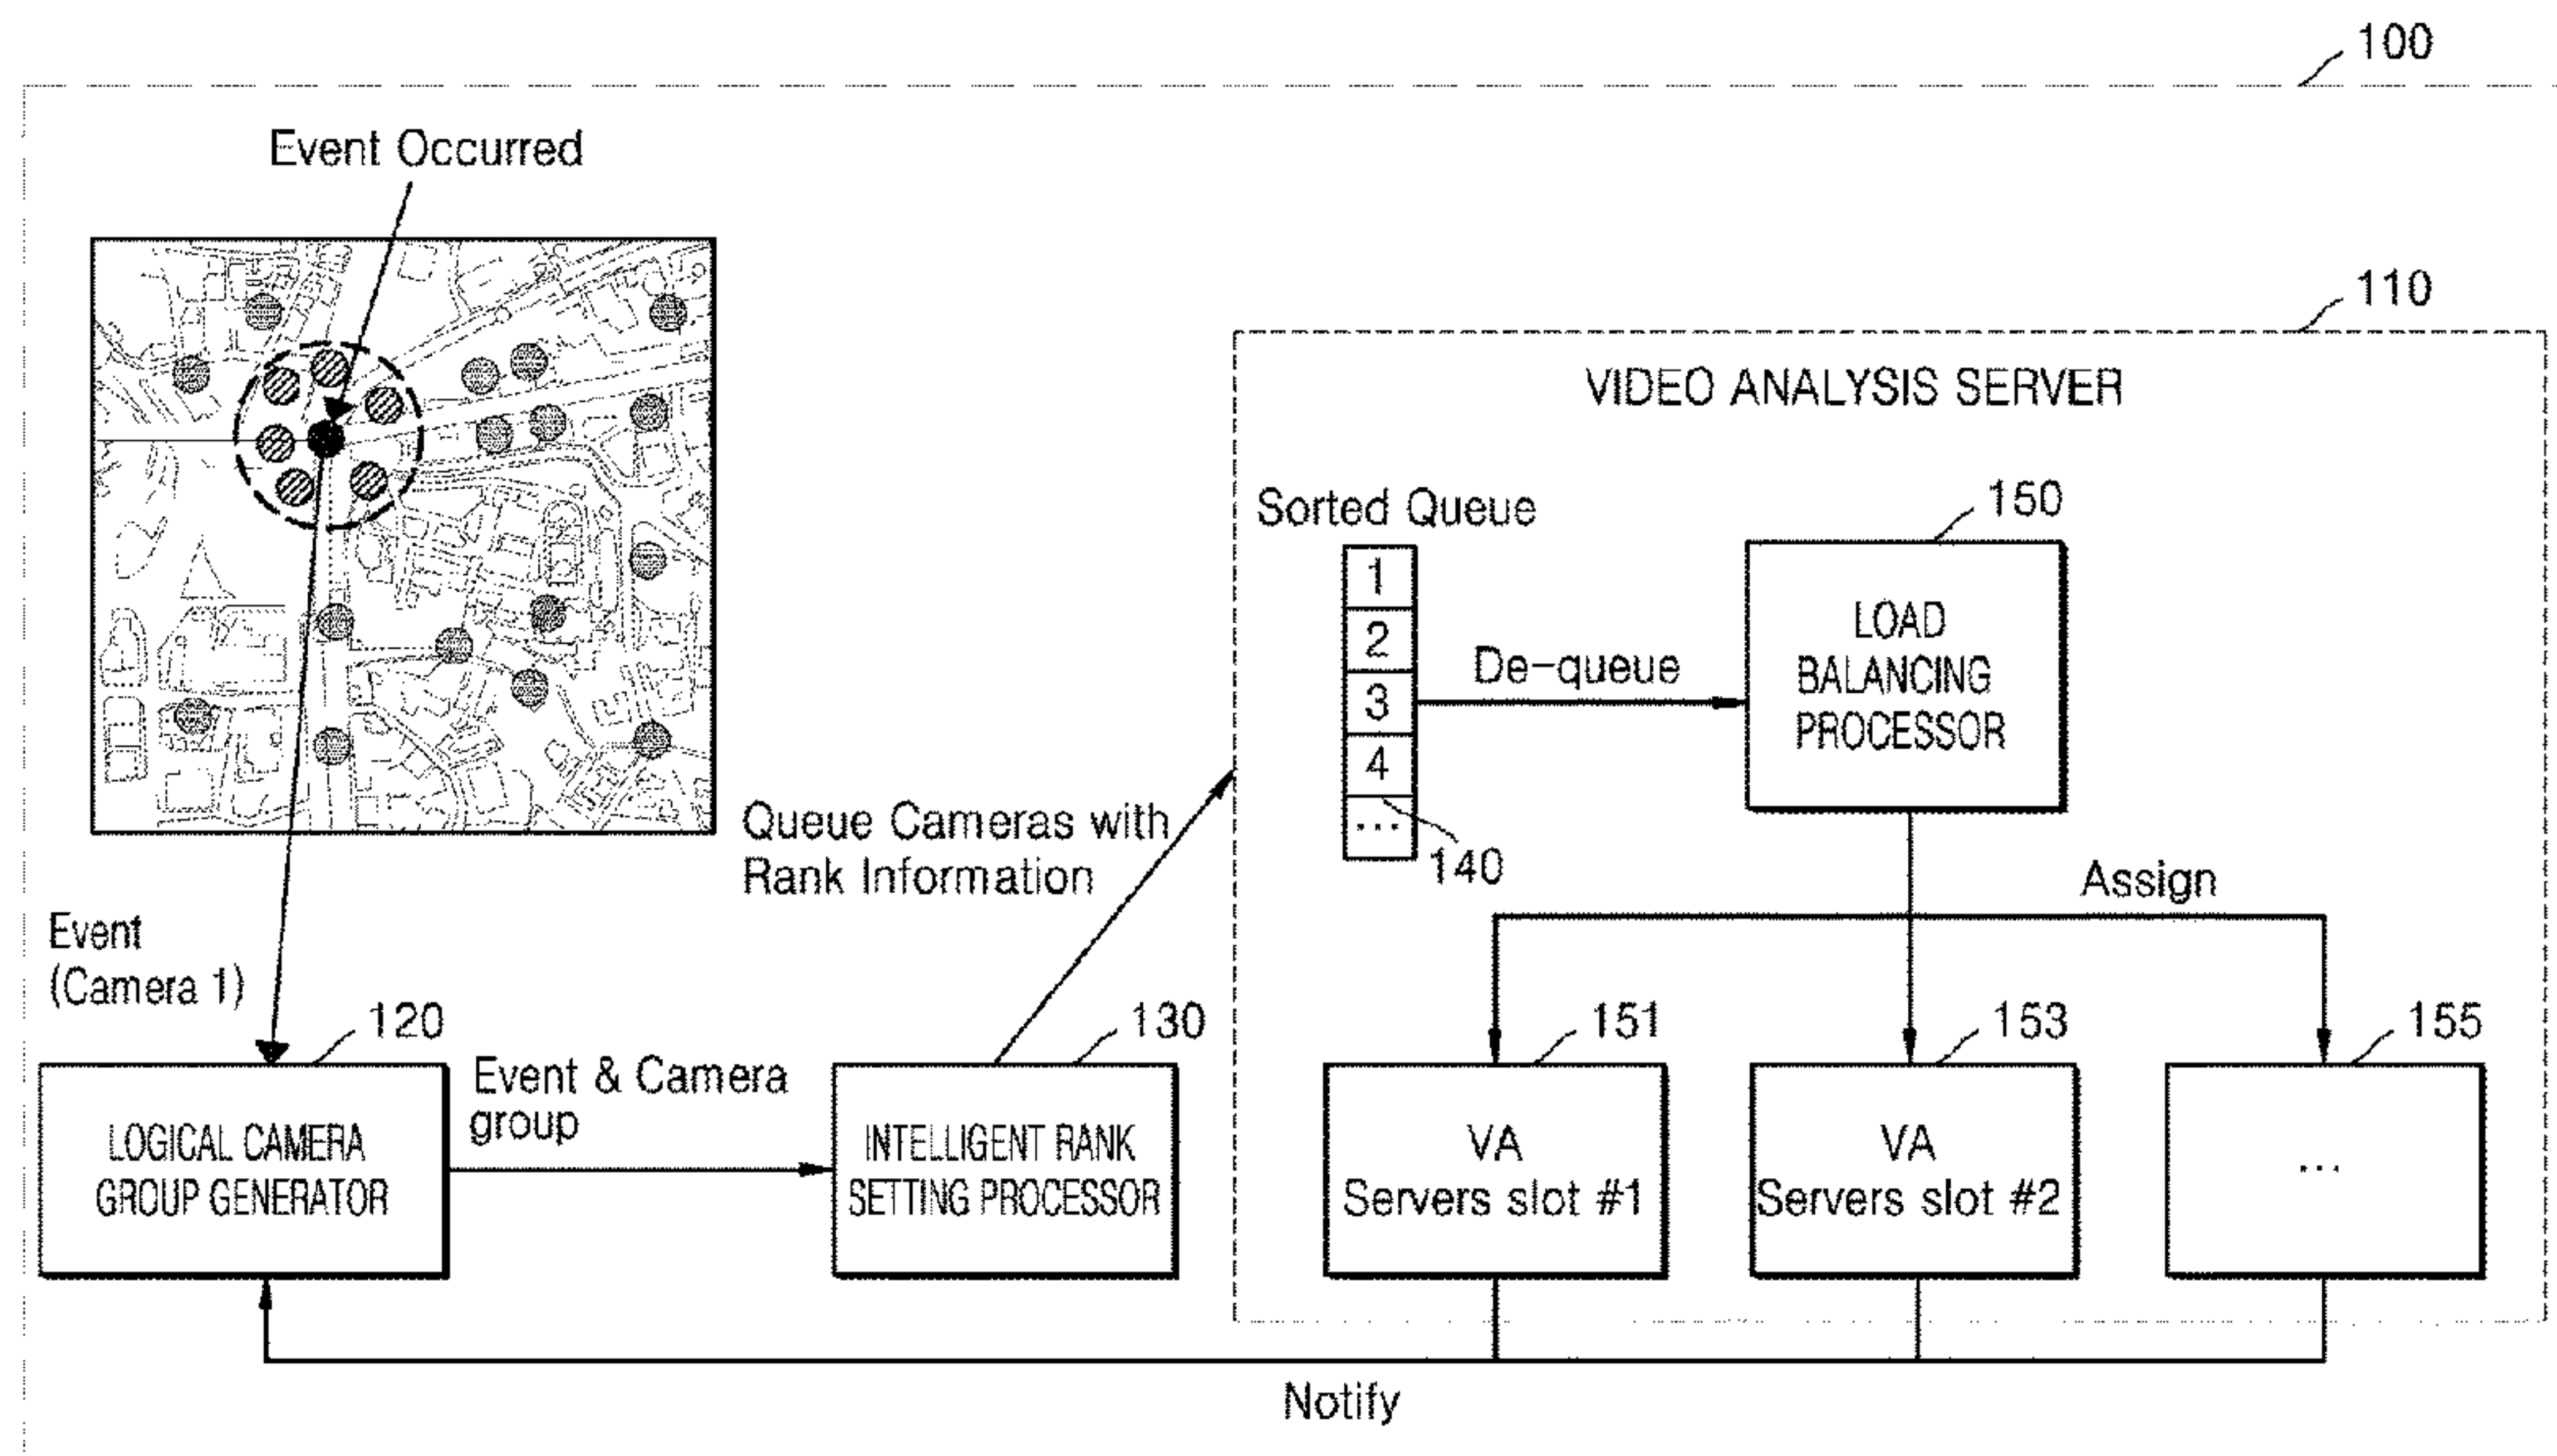 100
Event Occurred
110
VIDEO ANALYSIS SERVER
Sorted Queue
1
2
3
4
...
140
De-queue
150
LOAD
BALANCING
PROCESSOR
Queue Cameras with
Rank Information
Assign
Event
(Camera 1)
120
LOGICAL CAMERA
GROUP GENERATOR
Event & Camera
group
130
INTELLIGENT RANK
SETTING PROCESSOR
151
VA
Servers slot #1
153
VA
Servers slot #2
155
...
Notify